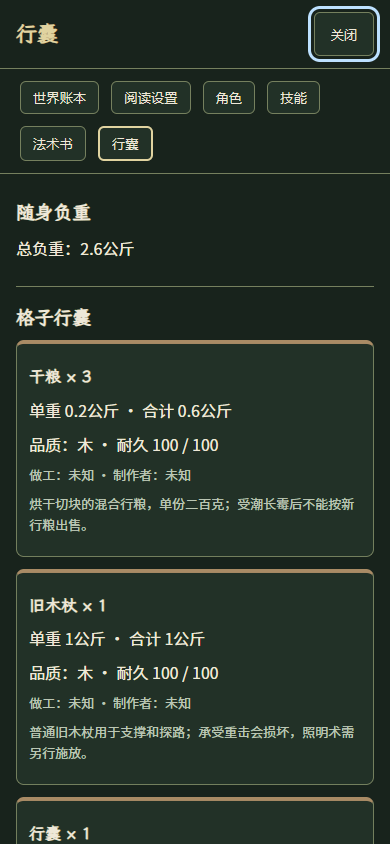 行囊
关闭
世界账本
阅读设置
角色
技能
法术书
行囊
随身负重
总负重：2.6公斤
格子行囊
干粮 × 3
单重 0.2公斤 · 合计 0.6公斤
品质：木 · 耐久 100 / 100
做工：未知 · 制作者：未知
烘干切块的混合行粮，单份二百克；受潮长霉后不能按新
行粮出售。
旧木杖 × 1
单重 1公斤 · 合计 1公斤
品质：木 · 耐久 100 / 100
做工：未知 · 制作者：未知
普通旧木杖用于支撑和探路；承受重击会损坏，照明术需
另行施放。
行囊 × 1